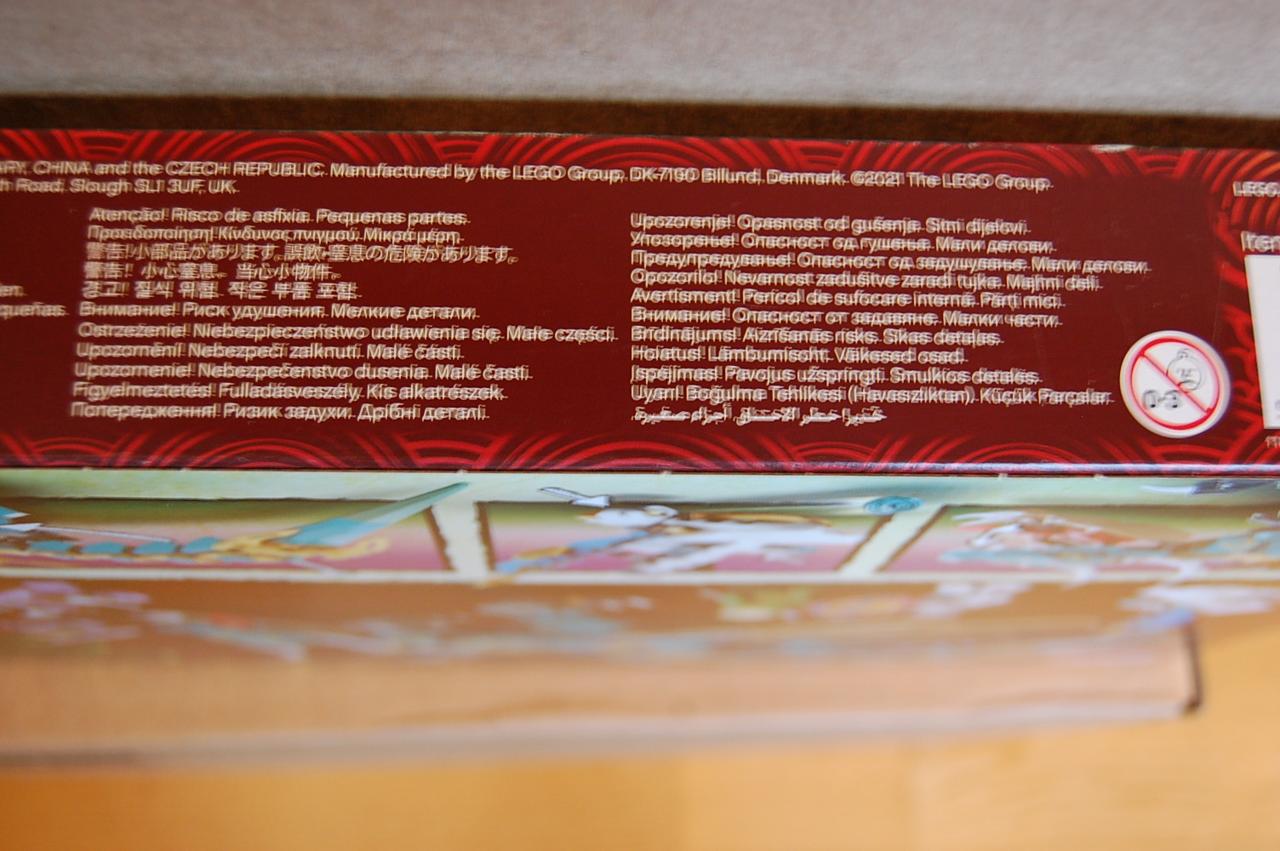 CHINA and the CZECH REPUBLIC. Manufactured by the LEGO Group, DK-7190 Billund, Denmark. ©2021 The LEGO Group.
Road, Slough SL1 3UF, UK.
Atenção! Risco de asfixia. Pequenas partes.
Προειδοποίηση! Κίνδυνος πνιγμού. Μικρά μέρη.
警告!小部品があります。誤飲・窒息の危険があります。
警告! 小心窒息。 当心小物件。
경고! 질식 위험. 작은 부품 포함.
Внимание! Риск удушения. Мелкие детали.
Ostrzeżenie! Niebezpieczeństwo udławienia się. Małe części.
Upozornění! Nebezpečí zalknutí. Malé části.
Upozornenie! Nebezpečenstvo dusenia. Malé časti.
Figyelmeztetés! Fulladásveszély. Kis alkatrészek.
Попередження! Ризик задухи. Дрібні деталі.
Upozorenje! Opasnost od gušenja. Sitni dijelovi.
Упозорење! Опасност од гушења. Мали делови.
Предупредување! Опасност од задушување. Мали делови.
Opozorilo! Nevarnost zadušitve zaradi tujka. Majhni deli.
Avertisment! Pericol de sufocare internă. Părți mici.
Внимание! Опасност от задавяне. Малки части.
Brīdinājums! Aizrīšanās risks. Sīkas detaļas.
Hoiatus! Lämbumisoht. Väikesed osad.
Įspėjimas! Pavojus užspringti. Smulkios detalės.
Uyarı! Boğulma Tehlikesi (Havasızlıktan). Küçük Parçalar.
تحذير! خطر الاختناق. أجزاء صغيرة.
0-3
LEGO